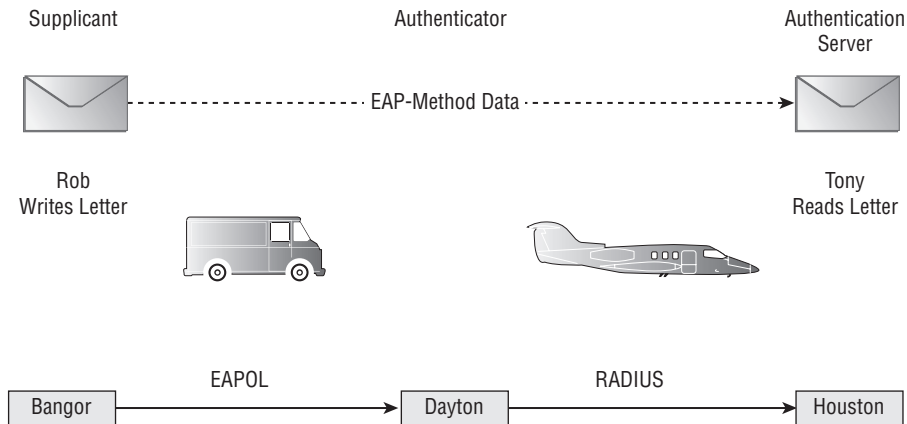 Supplicant
Authenticator
Authentication
Server
EAP-Method Data
Rob
Writes Letter
Tony
Reads Letter
EAPOL
RADIUS
Bangor
Dayton
Houston